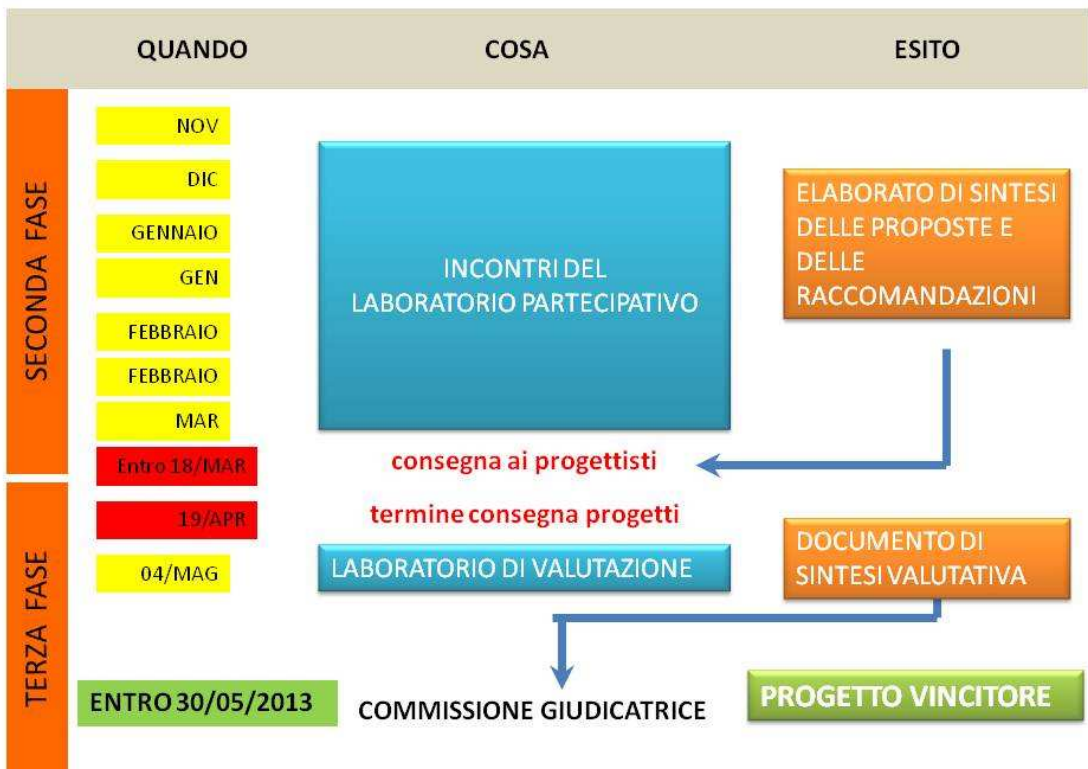 QUANDO
COSA
ESITO
SECONDA FASE
NOV
DIC
GENNAIO
GEN
FEBBRAIO
FEBBRAIO
MAR
Entro 18/MAR
INCONTRI DEL
LABORATORIO PARTECIPATIVO
consegna ai progettisti
ELABORATO DI SINTESI
DELLE PROPOSTE E
DELLE
RACCOMANDAZIONI
TERZA FASE
19/APR
termine consegna progetti
04/MAG
LABORATORIO DI VALUTAZIONE
DOCUMENTO DI
SINTESI VALUTATIVA
ENTRO 30/05/2013
COMMISSIONE GIUDICATRICE
PROGETTO VINCITORE